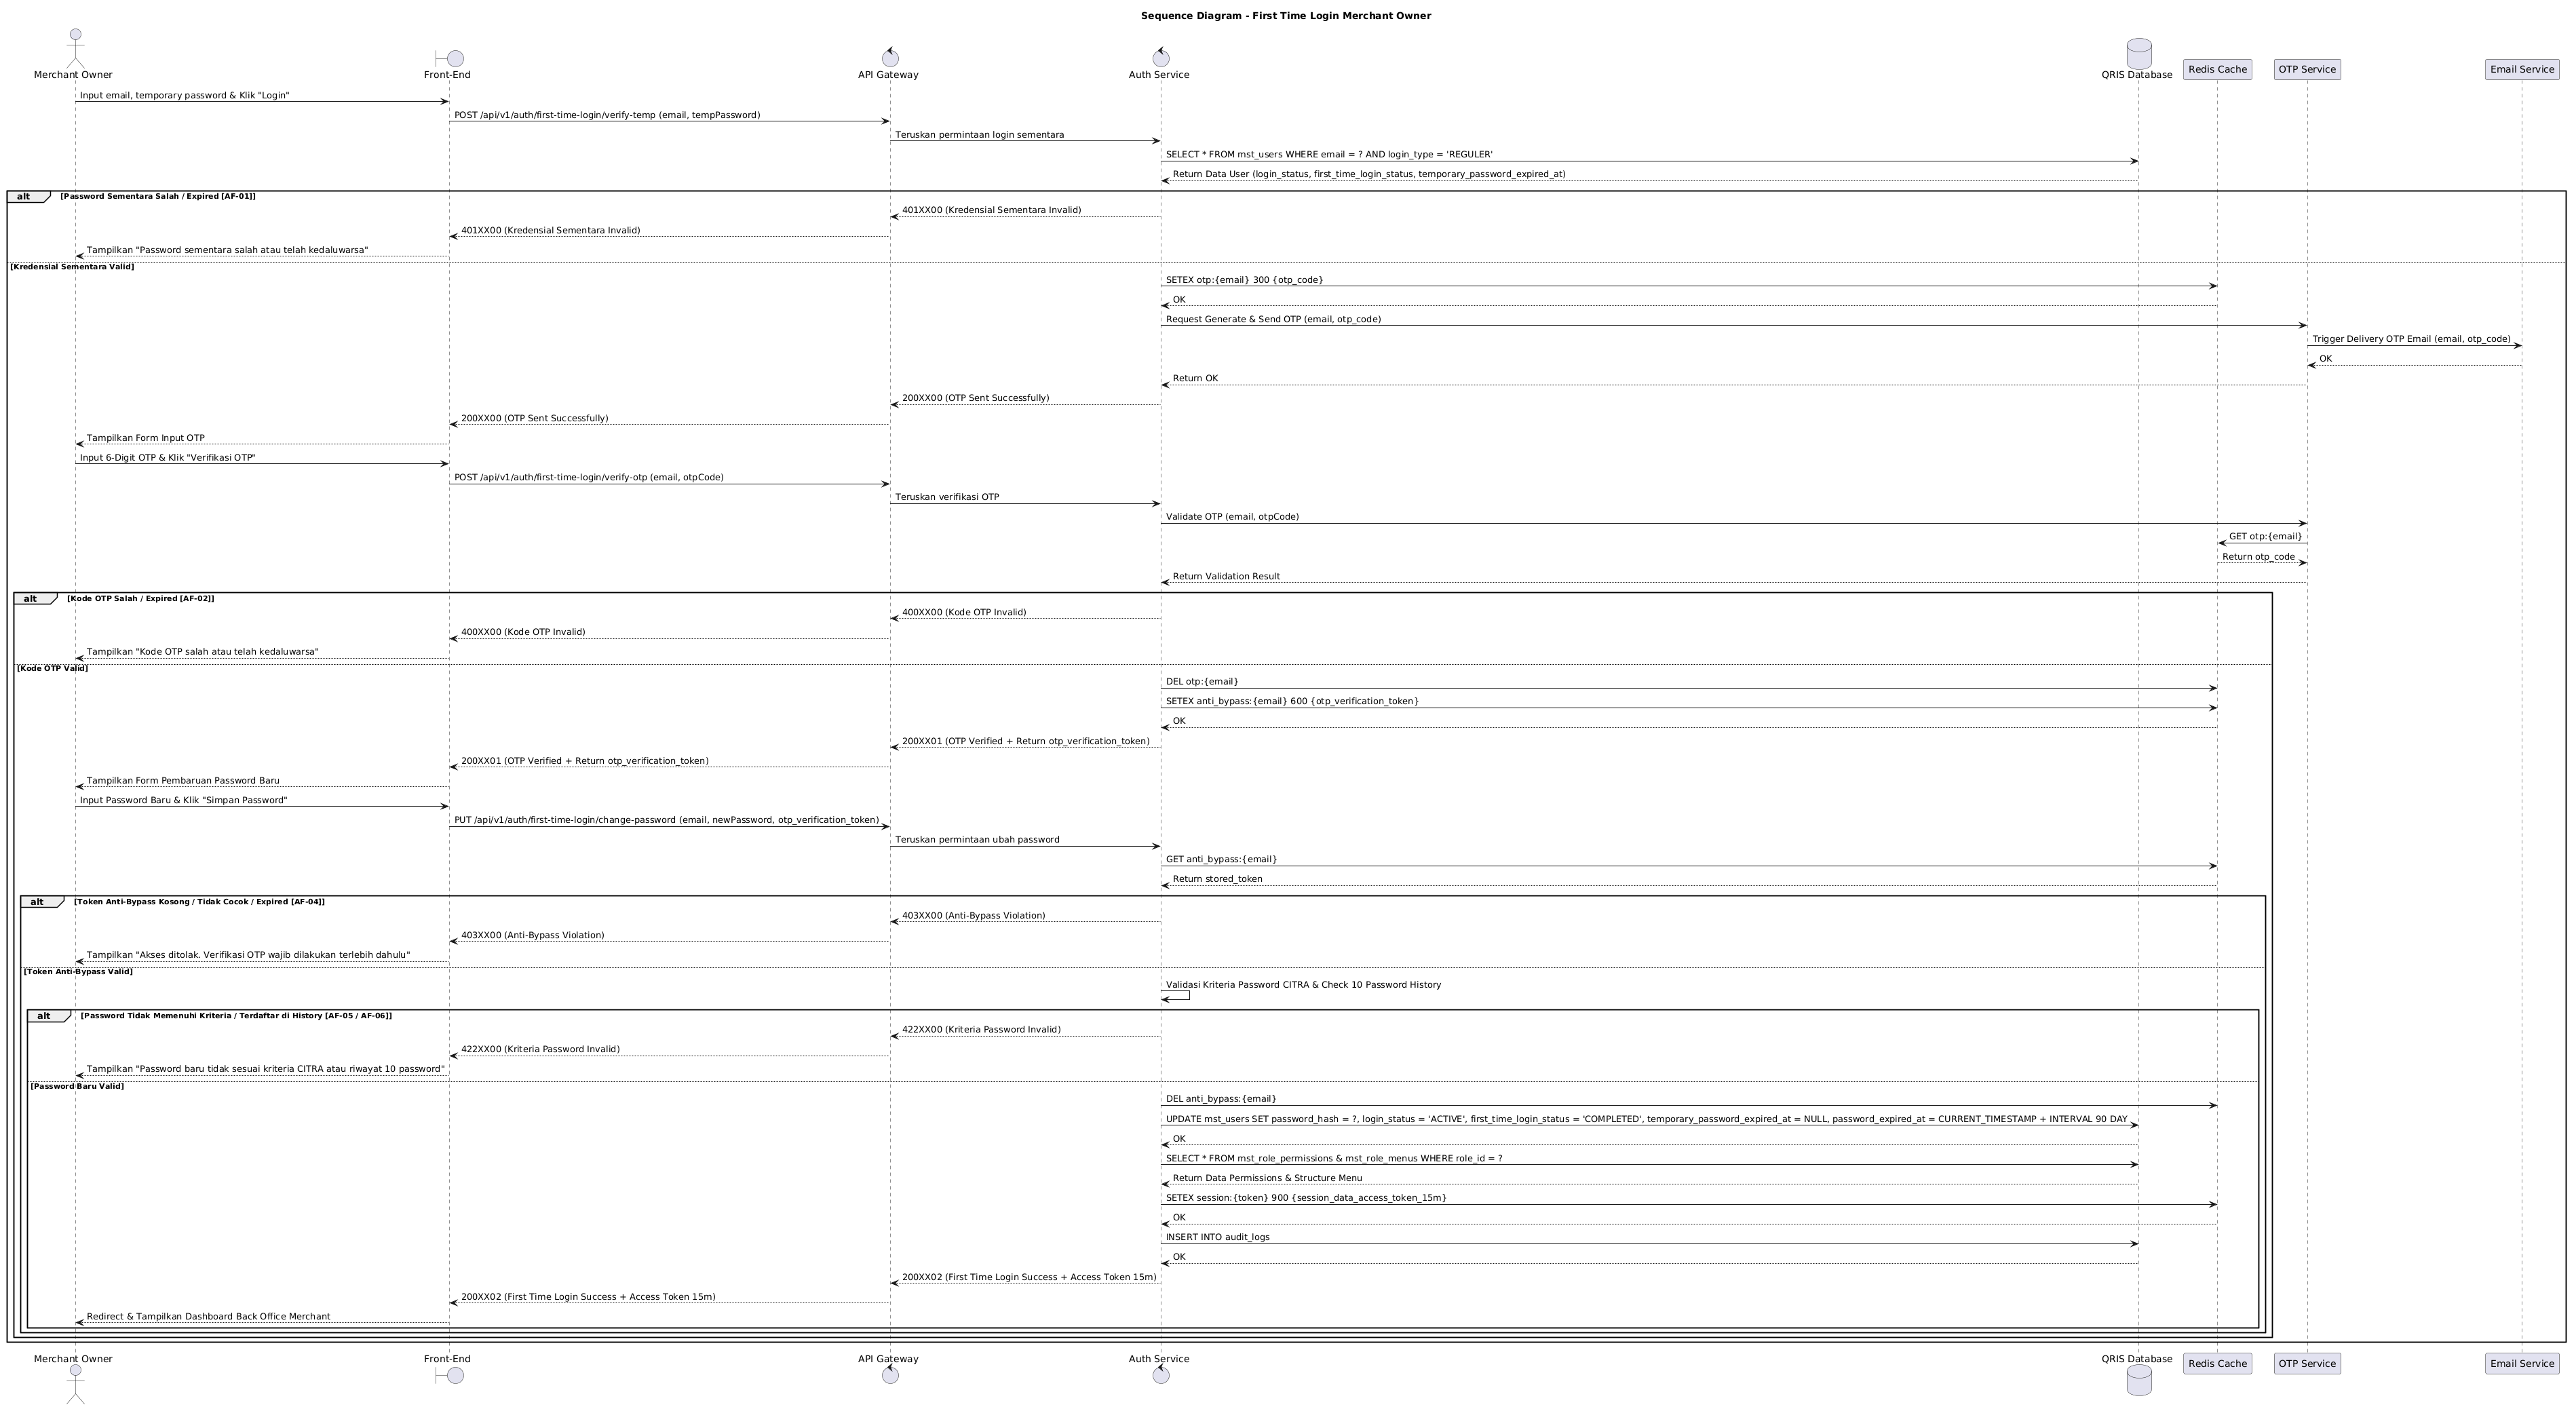 Sequence Diagram - First Time Login Merchant Owner
Merchant Owner
Front-End
API Gateway
Auth Service
QRIS Database
Redis Cache
OTP Service
Email Service
Input email, temporary password & Klik "Login"
POST /api/v1/auth/first-time-login/verify-temp (email, tempPassword)
Teruskan permintaan login sementara
SELECT * FROM mst_users WHERE email = ? AND login_type = 'REGULER'
Return Data User (login_status, first_time_login_status, temporary_password_expired_at)
alt
[Password Sementara Salah / Expired [AF-01]]
401XX00 (Kredensial Sementara Invalid)
401XX00 (Kredensial Sementara Invalid)
Tampilkan "Password sementara salah atau telah kedaluwarsa"
[Kredensial Sementara Valid]
SETEX otp:{email} 300 {otp_code}
OK
Request Generate & Send OTP (email, otp_code)
Trigger Delivery OTP Email (email, otp_code)
OK
Return OK
200XX00 (OTP Sent Successfully)
200XX00 (OTP Sent Successfully)
Tampilkan Form Input OTP
Input 6-Digit OTP & Klik "Verifikasi OTP"
POST /api/v1/auth/first-time-login/verify-otp (email, otpCode)
Teruskan verifikasi OTP
Validate OTP (email, otpCode)
GET otp:{email}
Return otp_code
Return Validation Result
alt
[Kode OTP Salah / Expired [AF-02]]
400XX00 (Kode OTP Invalid)
400XX00 (Kode OTP Invalid)
Tampilkan "Kode OTP salah atau telah kedaluwarsa"
[Kode OTP Valid]
DEL otp:{email}
SETEX anti_bypass:{email} 600 {otp_verification_token}
OK
200XX01 (OTP Verified + Return otp_verification_token)
200XX01 (OTP Verified + Return otp_verification_token)
Tampilkan Form Pembaruan Password Baru
Input Password Baru & Klik "Simpan Password"
PUT /api/v1/auth/first-time-login/change-password (email, newPassword, otp_verification_token)
Teruskan permintaan ubah password
GET anti_bypass:{email}
Return stored_token
alt
[Token Anti-Bypass Kosong / Tidak Cocok / Expired [AF-04]]
403XX00 (Anti-Bypass Violation)
403XX00 (Anti-Bypass Violation)
Tampilkan "Akses ditolak. Verifikasi OTP wajib dilakukan terlebih dahulu"
[Token Anti-Bypass Valid]
Validasi Kriteria Password CITRA & Check 10 Password History
alt
[Password Tidak Memenuhi Kriteria / Terdaftar di History [AF-05 / AF-06]]
422XX00 (Kriteria Password Invalid)
422XX00 (Kriteria Password Invalid)
Tampilkan "Password baru tidak sesuai kriteria CITRA atau riwayat 10 password"
[Password Baru Valid]
DEL anti_bypass:{email}
UPDATE mst_users SET password_hash = ?, login_status = 'ACTIVE', first_time_login_status = 'COMPLETED', temporary_password_expired_at = NULL, password_expired_at = CURRENT_TIMESTAMP + INTERVAL 90 DAY
OK
SELECT * FROM mst_role_permissions & mst_role_menus WHERE role_id = ?
Return Data Permissions & Structure Menu
SETEX session:{token} 900 {session_data_access_token_15m}
OK
INSERT INTO audit_logs
OK
200XX02 (First Time Login Success + Access Token 15m)
200XX02 (First Time Login Success + Access Token 15m)
Redirect & Tampilkan Dashboard Back Office Merchant
Merchant Owner
Front-End
API Gateway
Auth Service
QRIS Database
Redis Cache
OTP Service
Email Service